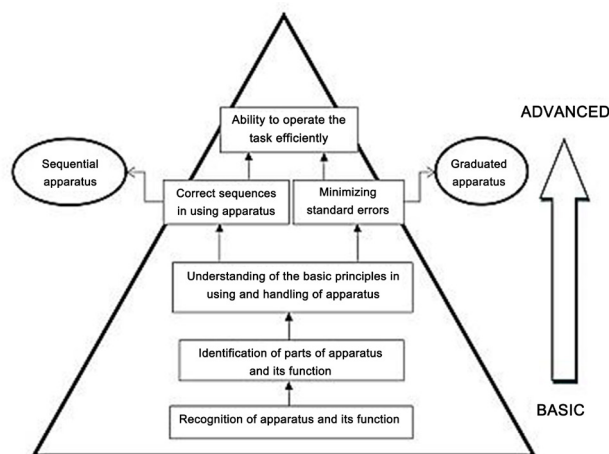 ADVANCED
Ability to operate the
task efficiently
Sequential
apparatus
Correct sequences
in using apparatus
Minimizing
standard errors
Graduated
apparatus
Understanding of the basic principles in
using and handling of apparatus
Identification of parts of apparatus
and its function
BASIC
Recognition of apparatus and its function